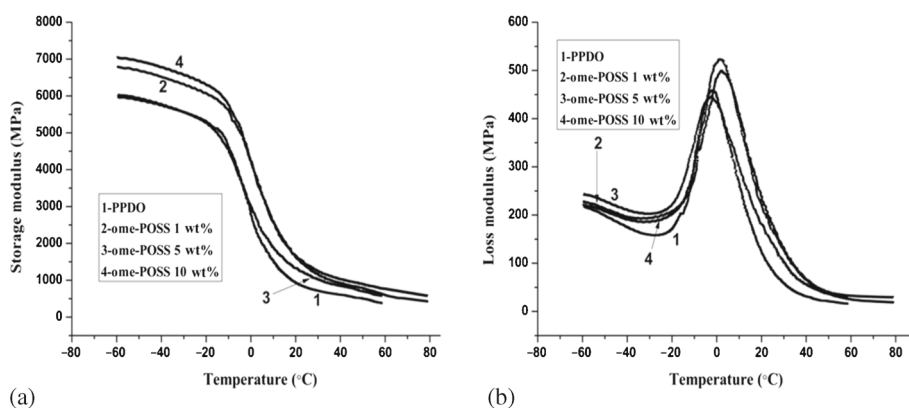 (a)
Storage modulus (MPa)
8000
7000
6000
5000
4000
3000
2000
1000
0
4
2
1-PPDO
2-ome-POSS 1 wt%
3-ome-POSS 5 wt%
4-ome-POSS 10 wt%
3
1
−80 −60 −40 −20 0 20 40 60 80
Temperature (°C)
(b)
Loss modulus (MPa)
600
500
400
300
200
100
0
1-PPDO
2-ome-POSS 1 wt%
3-ome-POSS 5 wt%
4-ome-POSS 10 wt%
2
3
4
1
−80 −60 −40 −20 0 20 40 60 80
Temperature (°C)